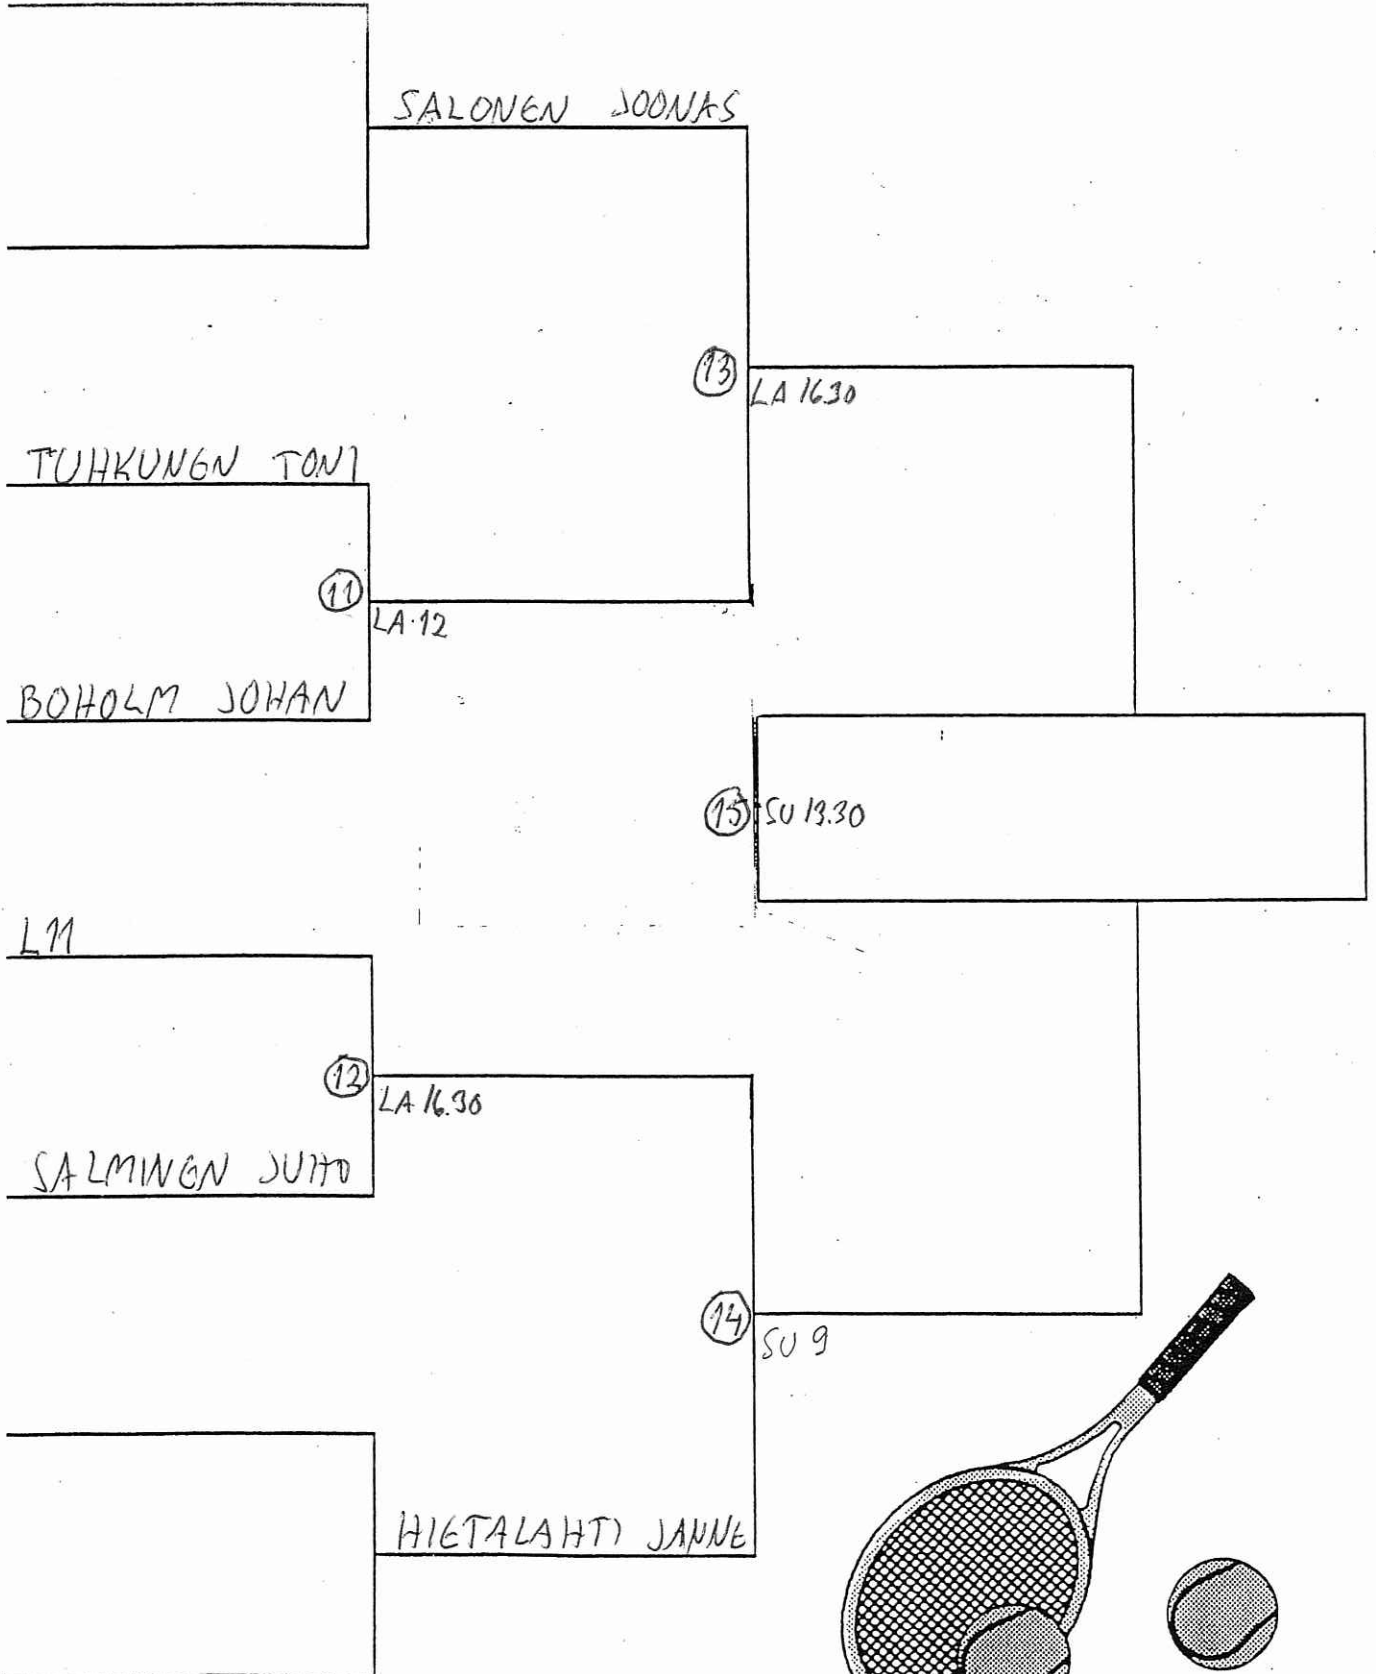 SALONEN JOONAS
13
LA 16.30
TUHKUNEN TONI
11
LA 12
BOHOLM JOHAN
15
SU 13.30
L11
12
LA 16.30
SALMINEN JUHO
14
SU 9
HIETALAHTI JANNE